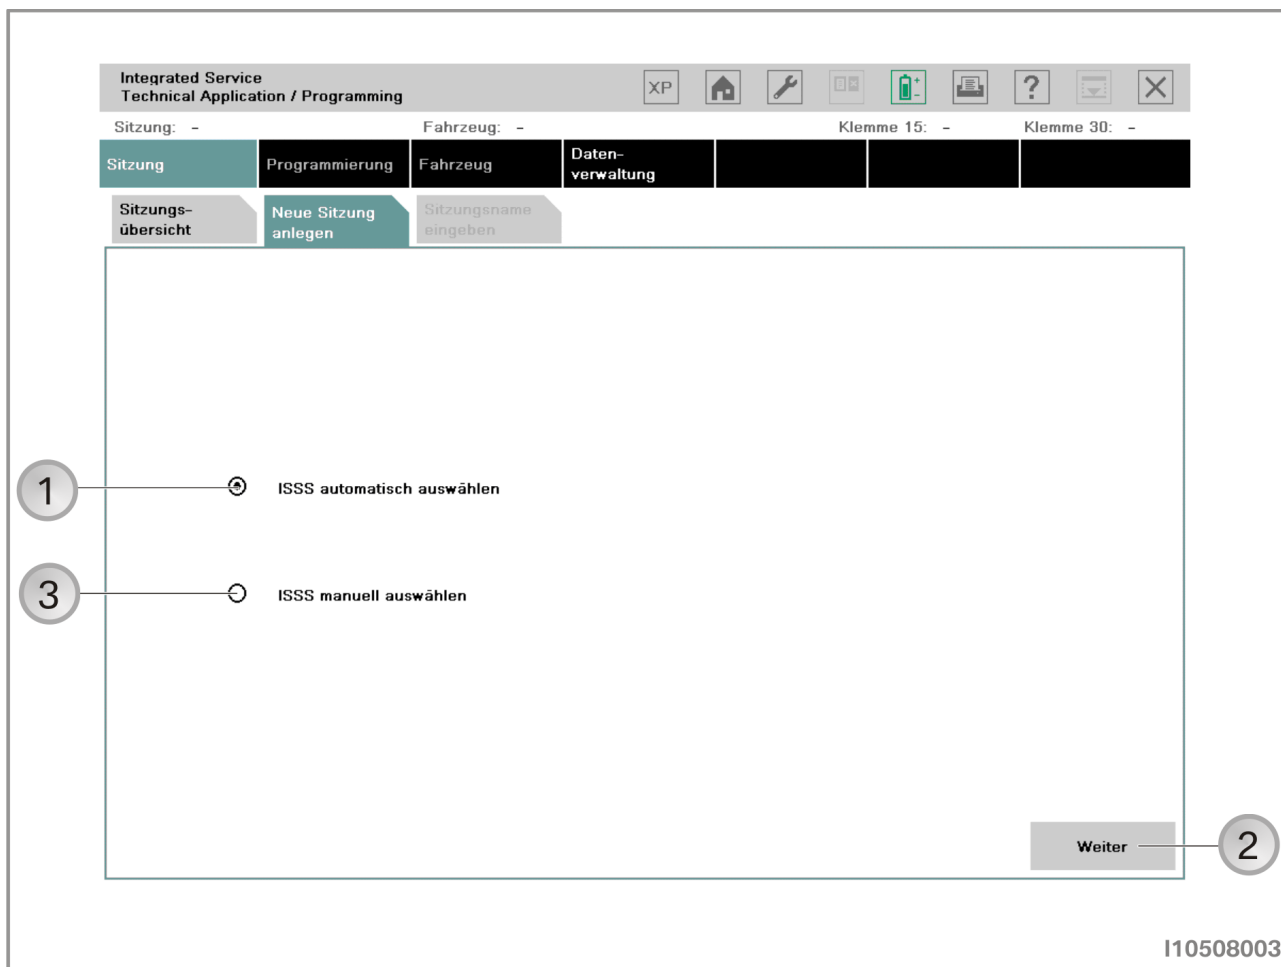 Integrated Service
Technical Application / Programming
XP
?
Sitzung: -
Fahrzeug: -
Klemme 15: -
Klemme 30: -
Sitzung
Programmierung
Fahrzeug
Daten-
verwaltung
Sitzungs-
übersicht
Neue Sitzung
anlegen
Sitzungsname
eingeben
1
ISSS automatisch auswählen
3
ISSS manuell auswählen
Weiter
2
I10508003